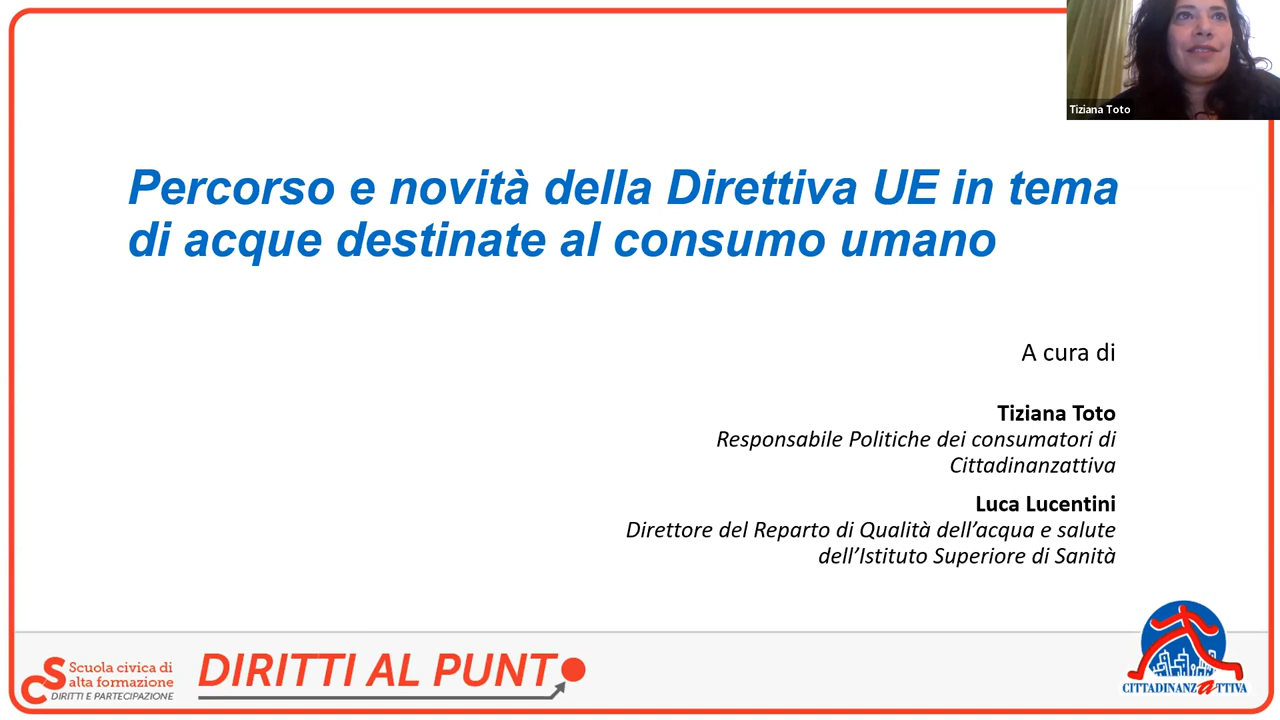 Tiziana Toto
Percorso e novità della Direttiva UE in tema
di acque destinate al consumo umano
A cura di
Tiziana Toto
Responsabile Politiche dei consumatori di
Cittadinanzattiva
Luca Lucentini
Direttore del Reparto di Qualità dell’acqua e salute
dell’Istituto Superiore di Sanità
CS
Scuola civica di
alta formazione
DIRITTI E PARTECIPAZIONE
DIRITTI AL PUNTO
CITTADINANZATTIVA